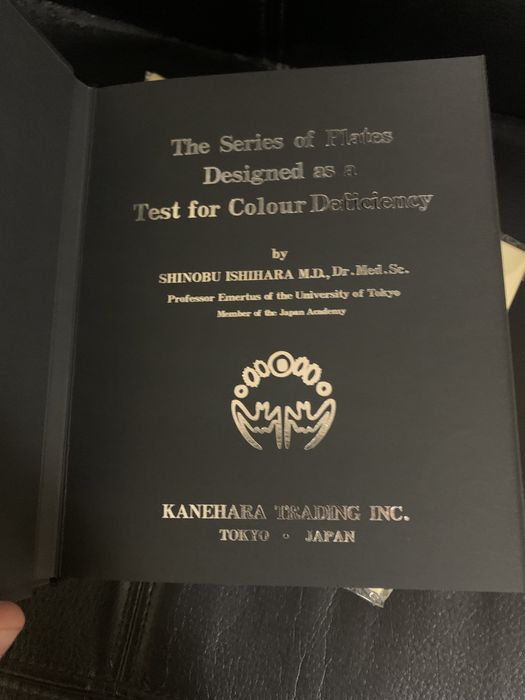 The Series of Plates
Designed as a
Test for Colour Deficiency
by
SHINOBU ISHIHARA M.D., Dr.Med.Sc.
Professor Emertus of the University of Tokyo
Member of the Japan Academy
KANEHARA TRADING INC.
TOKYO • JAPAN